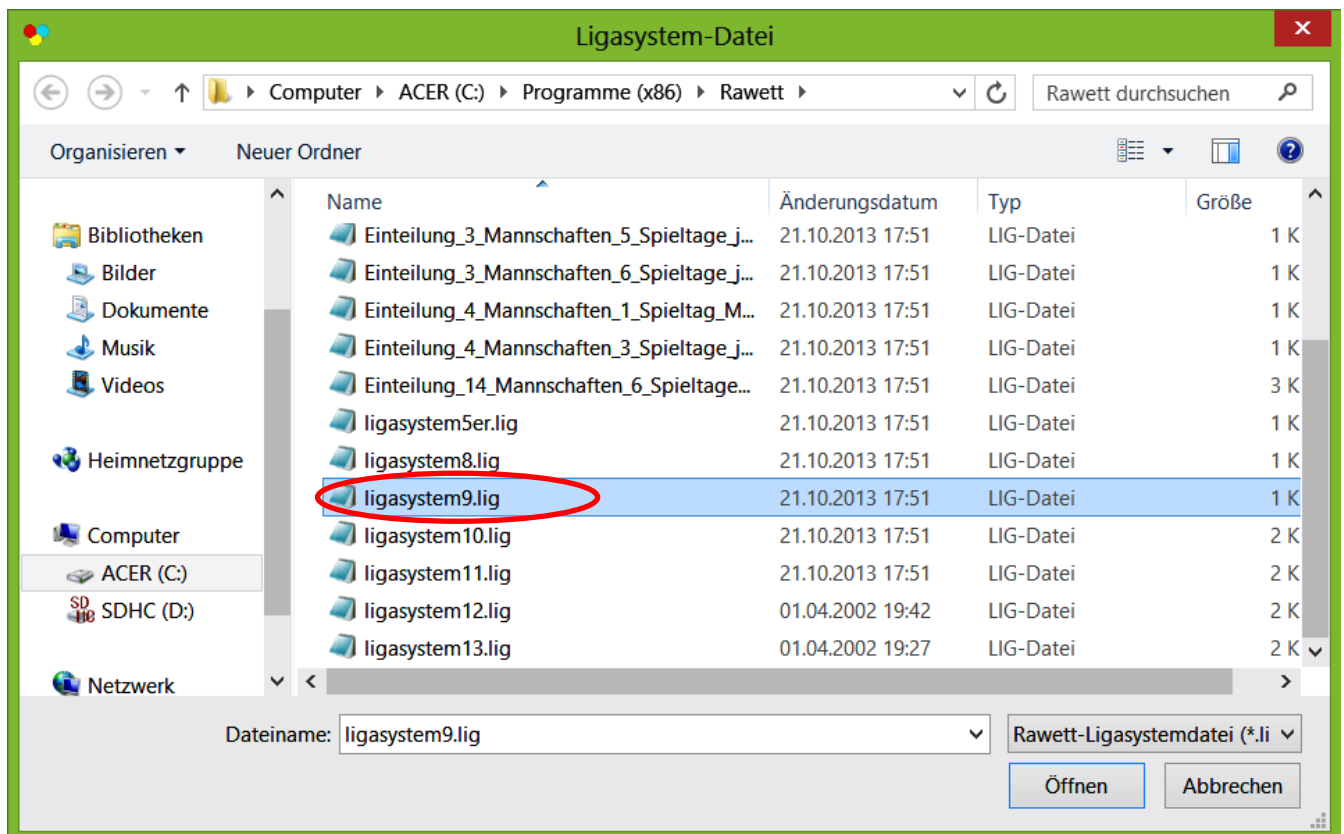 Ligasystem-Datei
Computer ACER (C:) Programme (x86) Rawett Rawett durchsuchen
Organisieren Neuer Ordner
Name Änderungsdatum Typ Größe
Bibliotheken Einteilung_3_Mannschaften_5_Spieltage_j... 21.10.2013 17:51 LIG-Datei 1 K
Bilder Einteilung_3_Mannschaften_6_Spieltage_j... 21.10.2013 17:51 LIG-Datei 1 K
Dokumente Einteilung_4_Mannschaften_1_Spieltag_M... 21.10.2013 17:51 LIG-Datei 1 K
Musik Einteilung_4_Mannschaften_3_Spieltage_j... 21.10.2013 17:51 LIG-Datei 1 K
Videos Einteilung_14_Mannschaften_6_Spieltage... 21.10.2013 17:51 LIG-Datei 3 K
ligasystem5er.lig 21.10.2013 17:51 LIG-Datei 1 K
Heimnetzgruppe ligasystem8.lig 21.10.2013 17:51 LIG-Datei 1 K
ligasystem9.lig 21.10.2013 17:51 LIG-Datei 1 K
Computer ligasystem10.lig 21.10.2013 17:51 LIG-Datei 2 K
ACER (C:) ligasystem11.lig 21.10.2013 17:51 LIG-Datei 2 K
SDHC (D:) ligasystem12.lig 01.04.2002 19:42 LIG-Datei 2 K
ligasystem13.lig 01.04.2002 19:27 LIG-Datei 2 K
Netzwerk
Dateiname: ligasystem9.lig Rawett-Ligasystemdatei (*.li
Öffnen Abbrechen